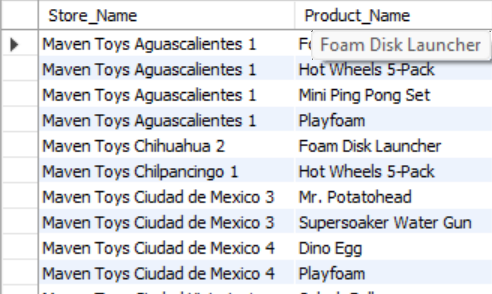 Store_Name Product_Name
Maven Toys Aguascalientes 1 Foam Disk Launcher
Maven Toys Aguascalientes 1 Hot Wheels 5-Pack
Maven Toys Aguascalientes 1 Mini Ping Pong Set
Maven Toys Aguascalientes 1 Playfoam
Maven Toys Chihuahua 2 Foam Disk Launcher
Maven Toys Chilpancingo 1 Hot Wheels 5-Pack
Maven Toys Ciudad de Mexico 3 Mr. Potatohead
Maven Toys Ciudad de Mexico 3 Supersoaker Water Gun
Maven Toys Ciudad de Mexico 4 Dino Egg
Maven Toys Ciudad de Mexico 4 Playfoam